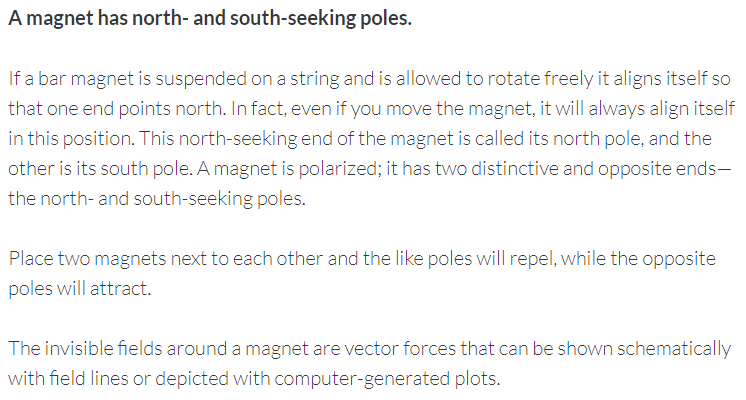 A magnet has north- and south-seeking poles.
If a bar magnet is suspended on a string and is allowed to rotate freely it aligns itself so
that one end points north. In fact, even if you move the magnet, it will always align itself
in this position. This north-seeking end of the magnet is called its north pole, and the
other is its south pole. A magnet is polarized; it has two distinctive and opposite ends—
the north- and south-seeking poles.
Place two magnets next to each other and the like poles will repel, while the opposite
poles will attract.
The invisible fields around a magnet are vector forces that can be shown schematically
with field lines or depicted with computer-generated plots.